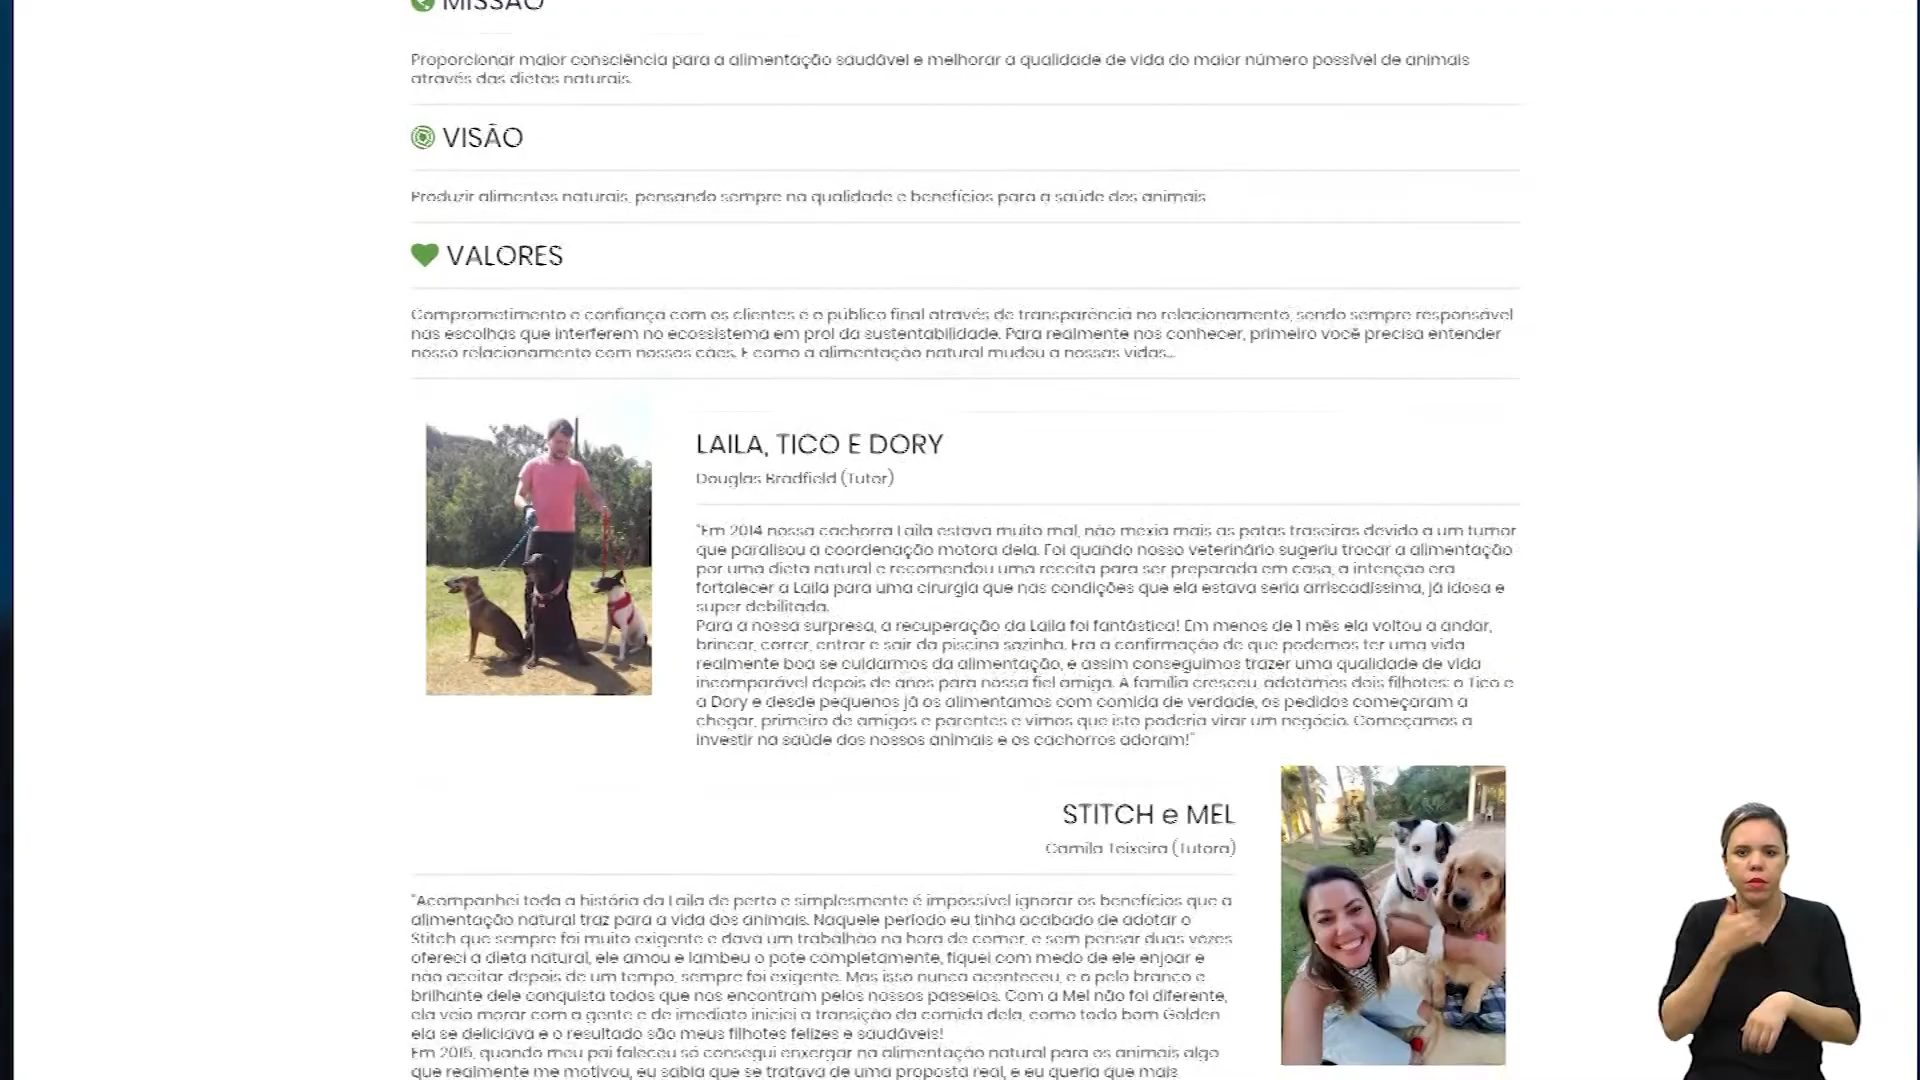 MISSÃO
Proporcionar maior consciência para a alimentação saudável e melhorar a qualidade de vida do maior número possível de animais
através das dietas naturais.
VISÃO
Produzir alimentos naturais, pensando sempre na qualidade e benefícios para a saúde dos animais
VALORES
Comprometimento e confiança com os clientes e o público final através de transparência no relacionamento, sendo sempre responsável
nas escolhas que interferem no ecossistema em prol da sustentabilidade. Para realmente nos conhecer, primeiro você precisa entender
nosso relacionamento com nossos cães. E como a alimentação natural mudou a nossas vidas...
LAILA, TICO E DORY
Douglas Bradfield (Tutor)
"Em 2014 nossa cachorra Laila estava muito mal, não mexia mais as patas traseiras devido a um tumor
que paralisou a coordenação motora dela. Foi quando nosso veterinário sugeriu trocar a alimentação
por uma dieta natural e recomendou uma receita para ser preparada em casa, a intenção era
fortalecer a Laila para uma cirurgia que nas condições que ela estava seria arriscadíssima, já idosa e
super debilitada.
Para a nossa surpresa, a recuperação da Laila foi fantástica! Em menos de 1 mês ela voltou a andar,
brincar, correr, entrar e sair da piscina sozinha. Era a confirmação de que podemos ter uma vida
realmente boa se cuidarmos da alimentação, e assim conseguimos trazer uma qualidade de vida
incomparável depois de anos para nossa fiel amiga. A família cresceu, adotamos dois filhotes: o Tico e
a Dory e desde pequenos já os alimentamos com comida de verdade, os pedidos começaram a
chegar, primeiro de amigos e parentes e vimos que isto poderia virar um negócio. Começamos a
investir na saúde dos nossos animais e os cachorros adoram!"
STITCH e MEL
Camila Teixeira (Tutora)
"Acompanhei toda a história da Laila de perto e simplesmente é impossível ignorar os benefícios que a
alimentação natural traz para a vida dos animais. Naquele período eu tinha acabado de adotar o
Stitch que sempre foi muito exigente e dava um trabalhão na hora de comer, e sem pensar duas vezes
ofereci a dieta natural, ele amou e lambeu o pote completamente, fiquei com medo de ele enjoar e
não aceitar depois de um tempo, sempre foi exigente. Mas isso nunca aconteceu, e o pelo branco e
brilhante dele conquista todos que nos encontram pelos nossos passeios. Com a Mel não foi diferente,
ela veio morar com a gente e de imediato iniciei a transição da comida dela, como todo bom Golden
ela se deliciava e o resultado são meus filhotes felizes e saudáveis!
Em 2015, quando meu pai faleceu só consegui enxergar na alimentação natural para os animais algo
que realmente me motivou, eu sabia que se tratava de uma proposta real, e eu queria que mais